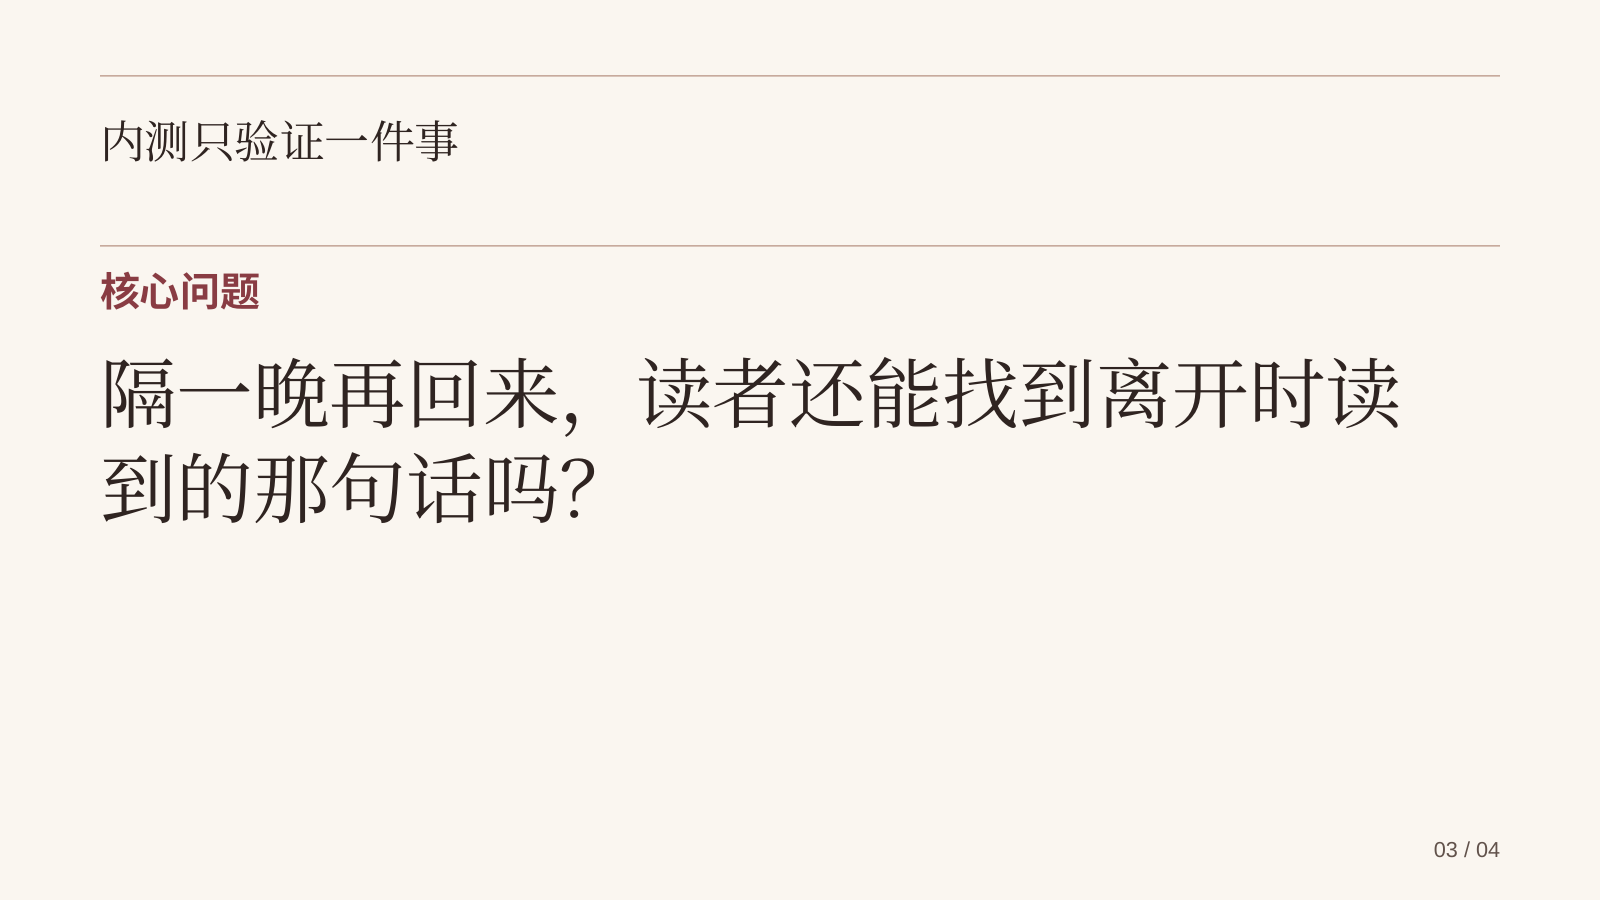 内测只验证一件事
核心问题
隔一晚再回来，读者还能找到离开时读
到的那句话吗？
03 / 04